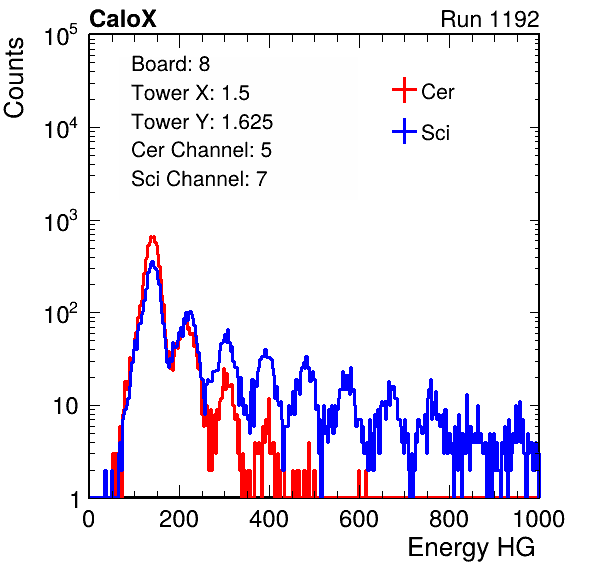 CaloX Run 1192
Board: 8
Tower X: 1.5
Tower Y: 1.625
Cer Channel: 5
Sci Channel: 7
Cer
Sci
Counts
10^5
10^4
10^3
10^2
10
1
0 200 400 600 800 1000
Energy HG